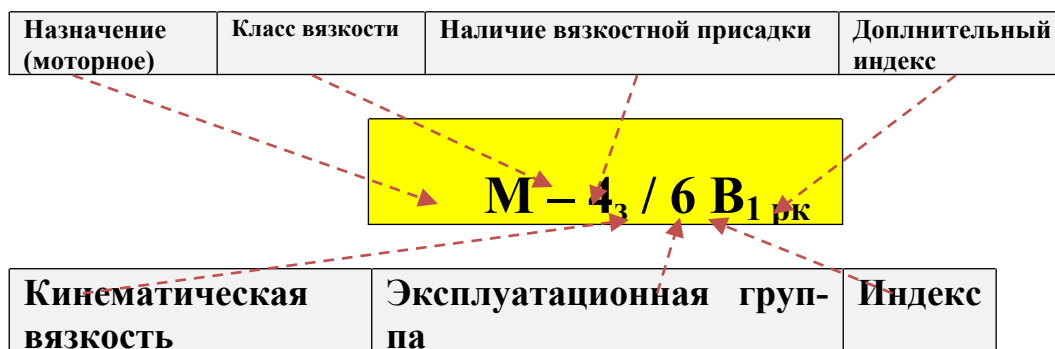 Назначение
(моторное)
Класс вязкости
Наличие вязкостной присадки
Доплнительный
индекс
М – 4з / 6 В1 рк
Кинематическая
вязкость
Эксплуатационная груп-
па
Индекс